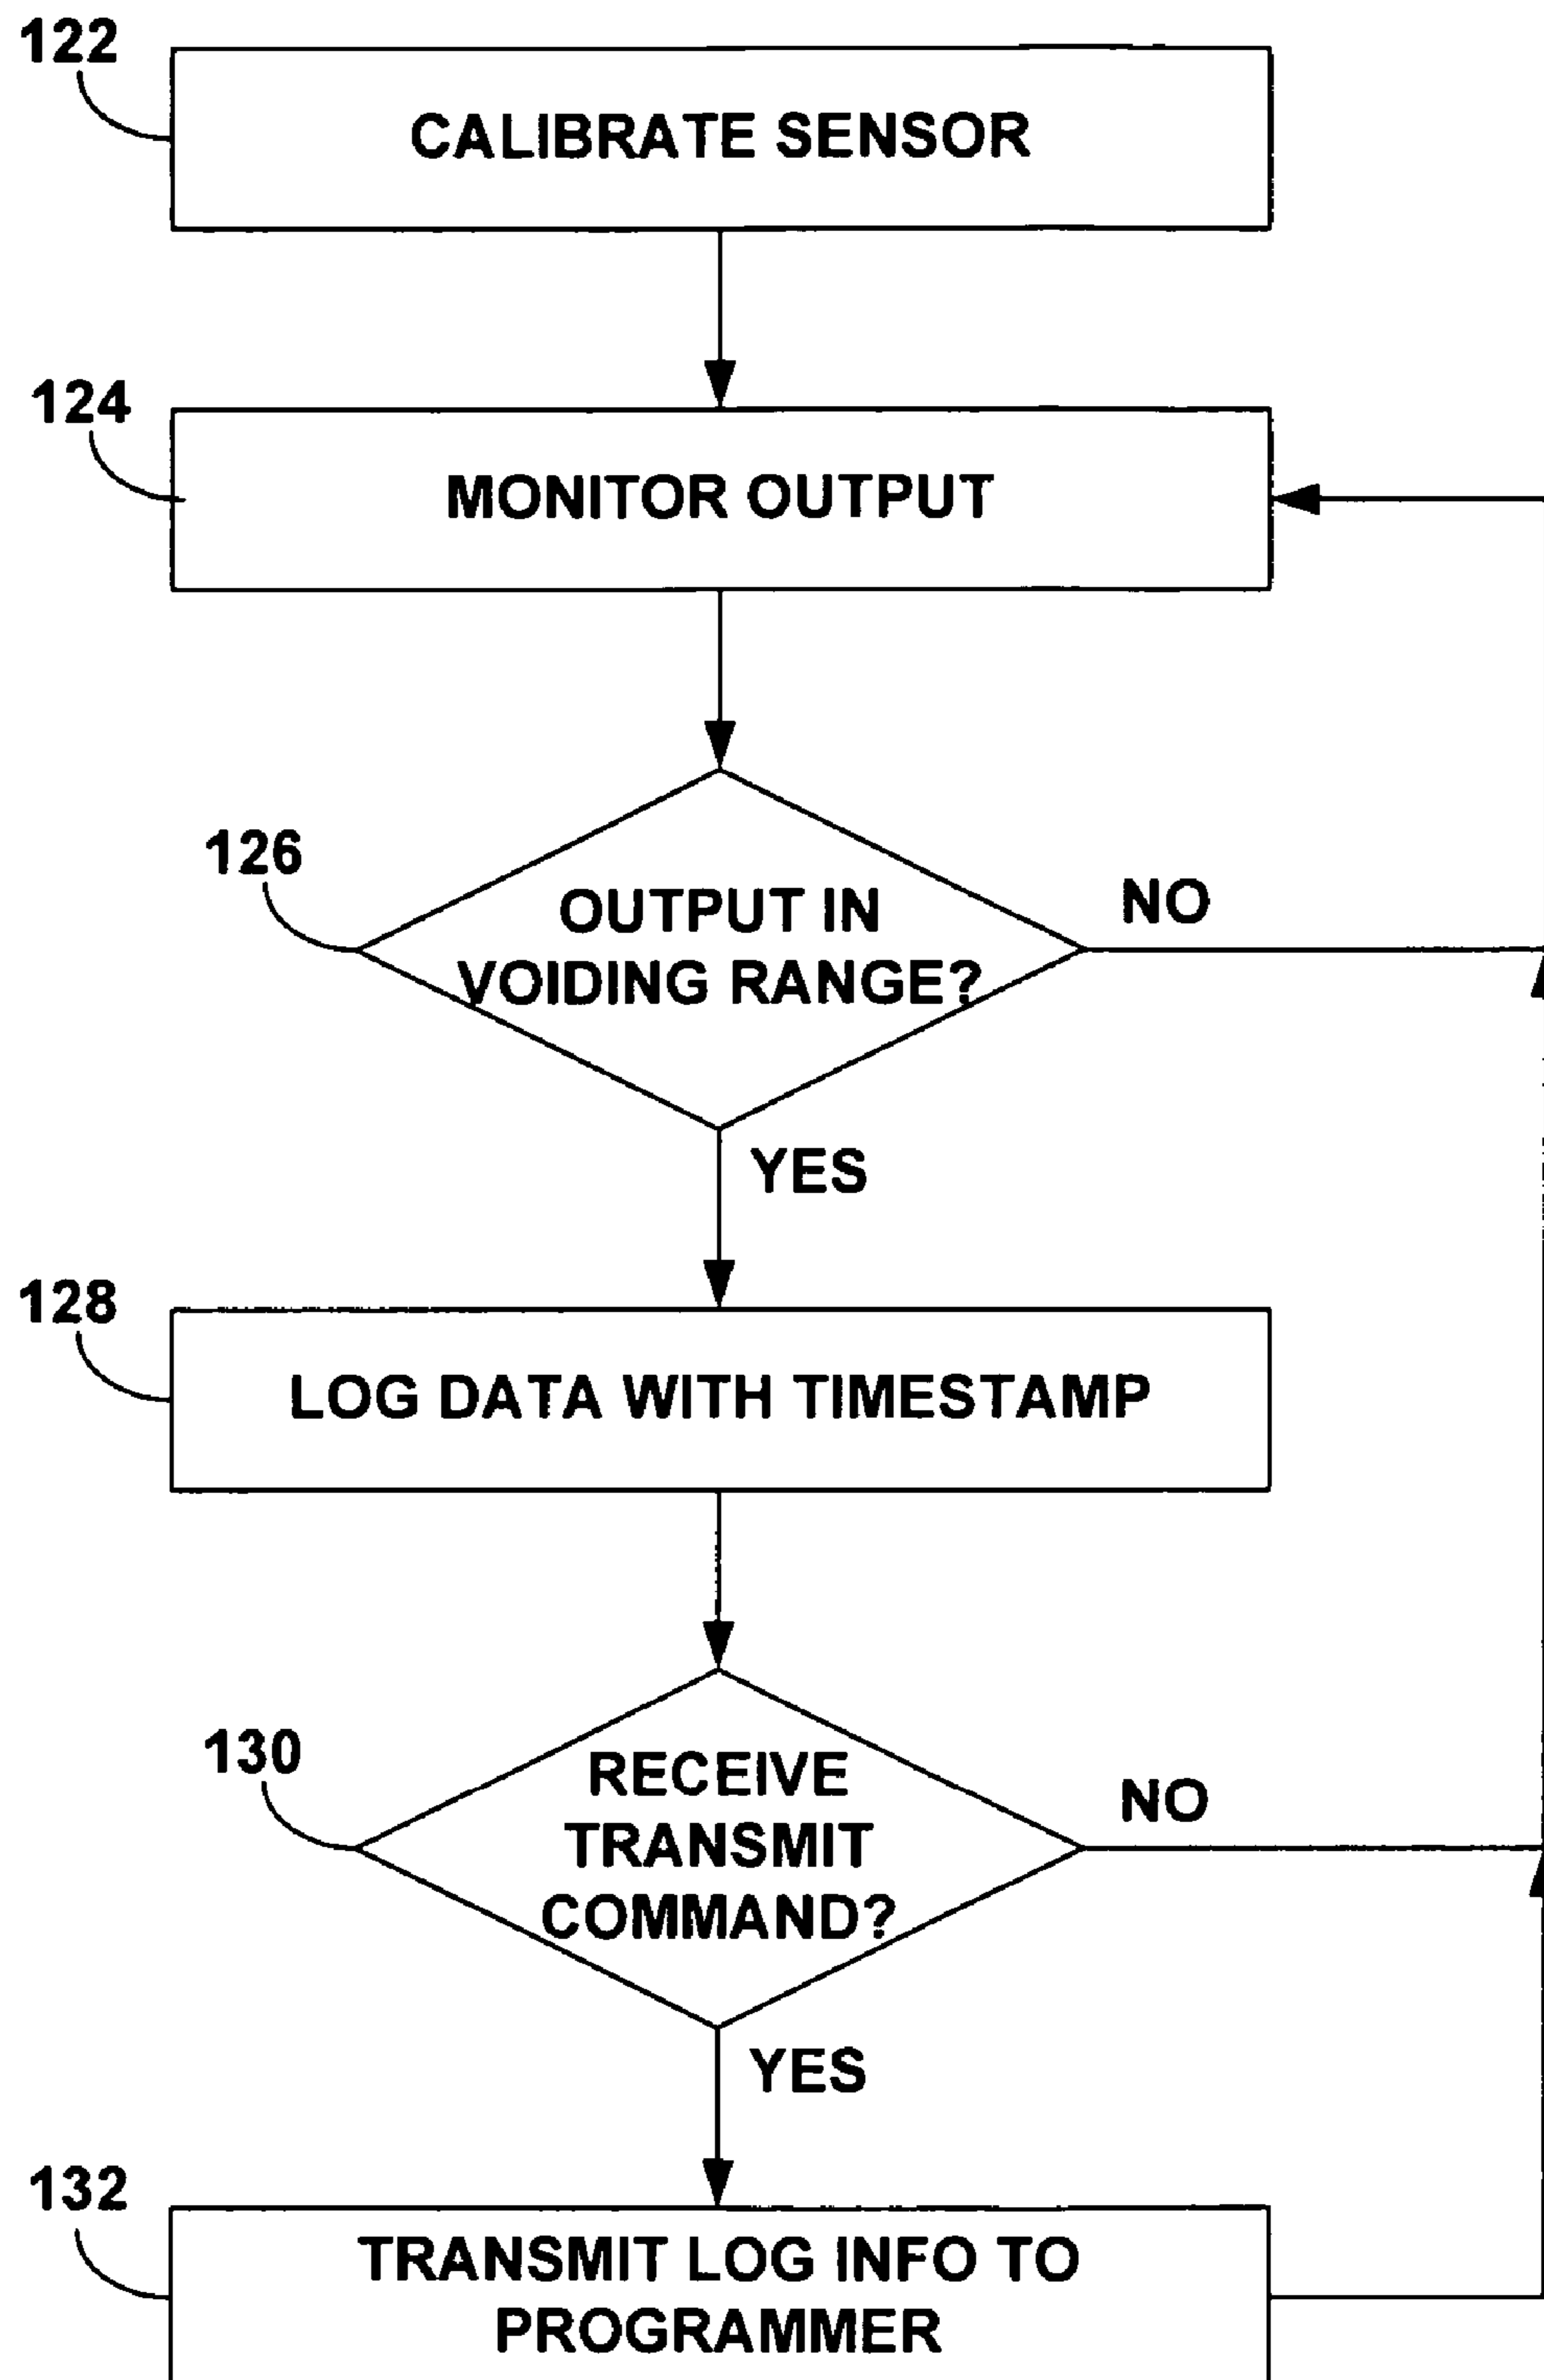 122
CALIBRATE SENSOR
124
MONITOR OUTPUT
126
OUTPUT IN
VOIDING RANGE?
NO
YES
128
LOG DATA WITH TIMESTAMP
130
RECEIVE
TRANSMIT
COMMAND?
NO
YES
132
TRANSMIT LOG INFO TO
PROGRAMMER